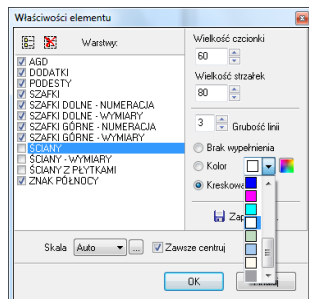 Właściwości elementu
Warstwy:
AGD
DODATKI
PODESTY
SZAFKI
SZAFKI DOLNE - NUMERACJA
SZAFKI DOLNE - WYMIARY
SZAFKI GÓRNE - NUMERACJA
SZAFKI GÓRNE - WYMIARY
ŚCIANY
ŚCIANY - WYMIARY
ŚCIANY Z PŁYTKAMI
ZNAK PÓŁNOCY
Wielkość czcionki
60
Wielkość strzałek
80
3 Grubość linii
Brak wypełnienia
Kolor
Skala Auto ... Zawsze centruj
OK